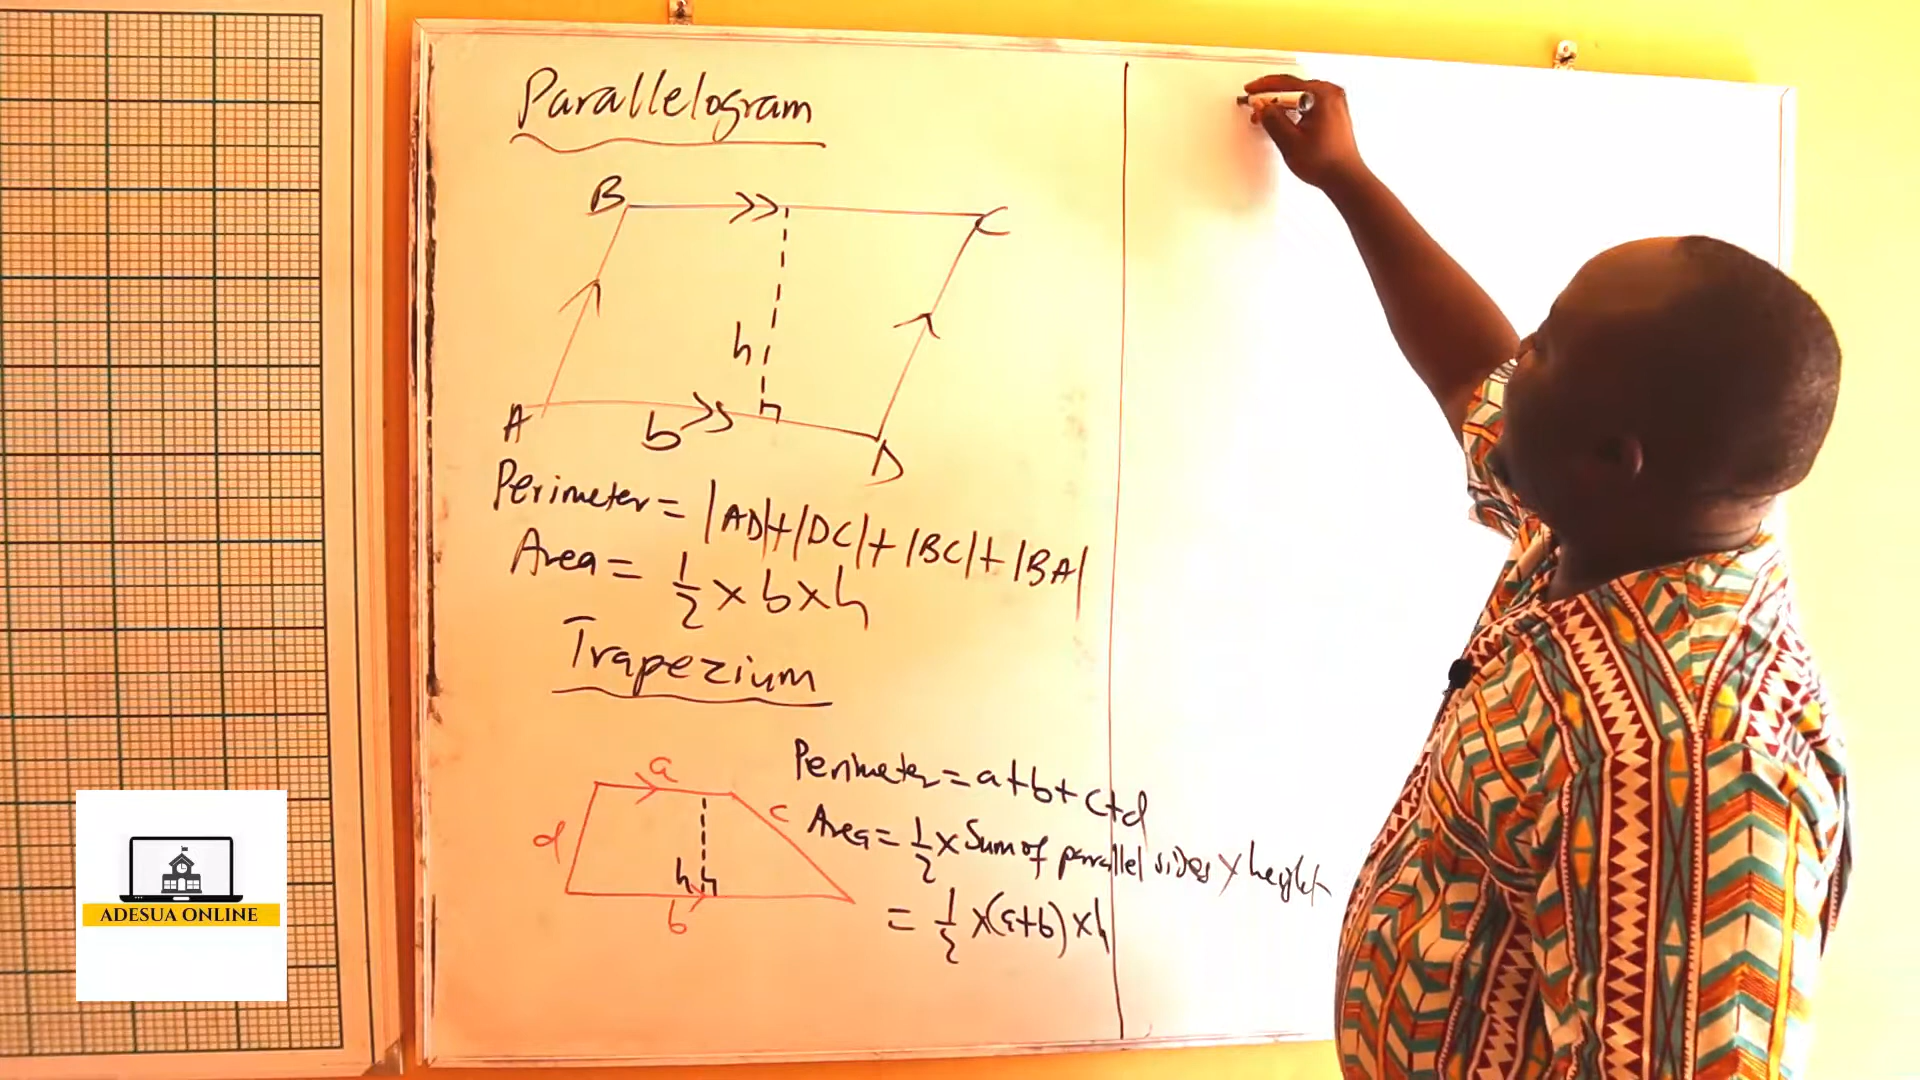 Parallelogram
B
C
h
A
b
D
Perimeter = |AD|+|DC|+|BC|+|BA|
Area = 1/2 × b × h
Trapezium
a
d
c
h
b
Perimeter = a+b+c+d
Area = 1/2 × Sum of parallel sides × height
= 1/2 ×(a+b) × h
ADESUA ONLINE